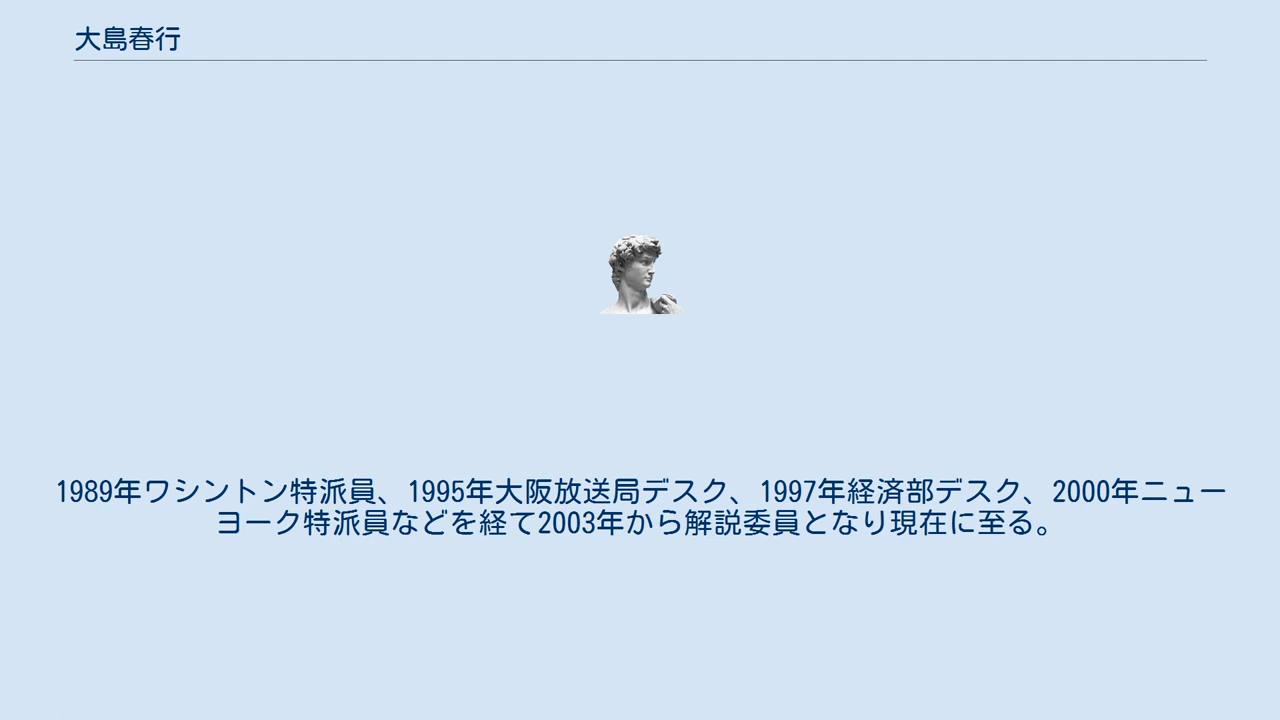 大島春行
1989年ワシントン特派員、1995年大阪放送局デスク、1997年経済部デスク、2000年ニュー
ヨーク特派員などを経て2003年から解説委員となり現在に至る。